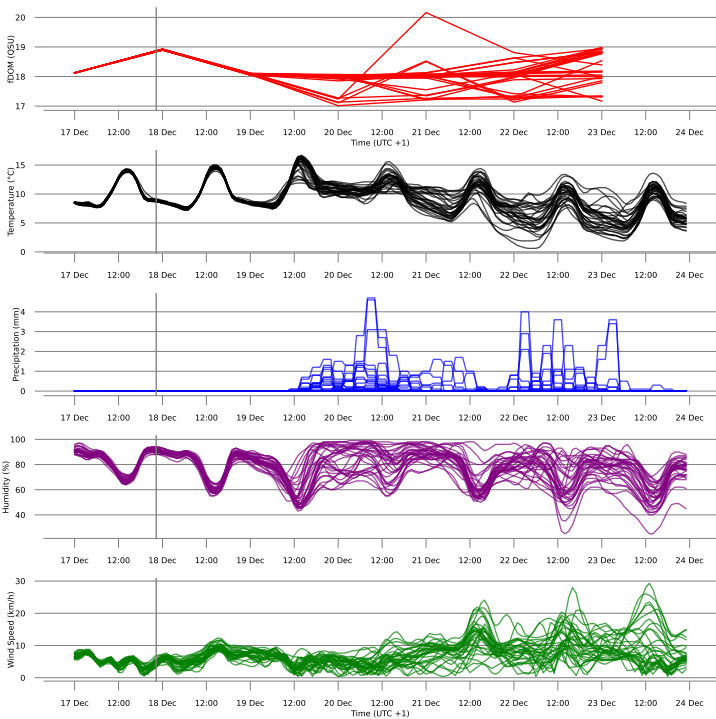 20
19
18
17
fDOM (QSU)
17 Dec 12:00 18 Dec 12:00 19 Dec 12:00 20 Dec 12:00 21 Dec 12:00 22 Dec 12:00 23 Dec 12:00 24 Dec
Time (UTC +1)
15
10
5
0
Temperature (°C)
17 Dec 12:00 18 Dec 12:00 19 Dec 12:00 20 Dec 12:00 21 Dec 12:00 22 Dec 12:00 23 Dec 12:00 24 Dec
4
3
2
1
0
Precipitation (mm)
17 Dec 12:00 18 Dec 12:00 19 Dec 12:00 20 Dec 12:00 21 Dec 12:00 22 Dec 12:00 23 Dec 12:00 24 Dec
100
80
60
40
Humidity (%)
17 Dec 12:00 18 Dec 12:00 19 Dec 12:00 20 Dec 12:00 21 Dec 12:00 22 Dec 12:00 23 Dec 12:00 24 Dec
30
20
10
0
Wind Speed (km/h)
17 Dec 12:00 18 Dec 12:00 19 Dec 12:00 20 Dec 12:00 21 Dec 12:00 22 Dec 12:00 23 Dec 12:00 24 Dec
Time (UTC +1)